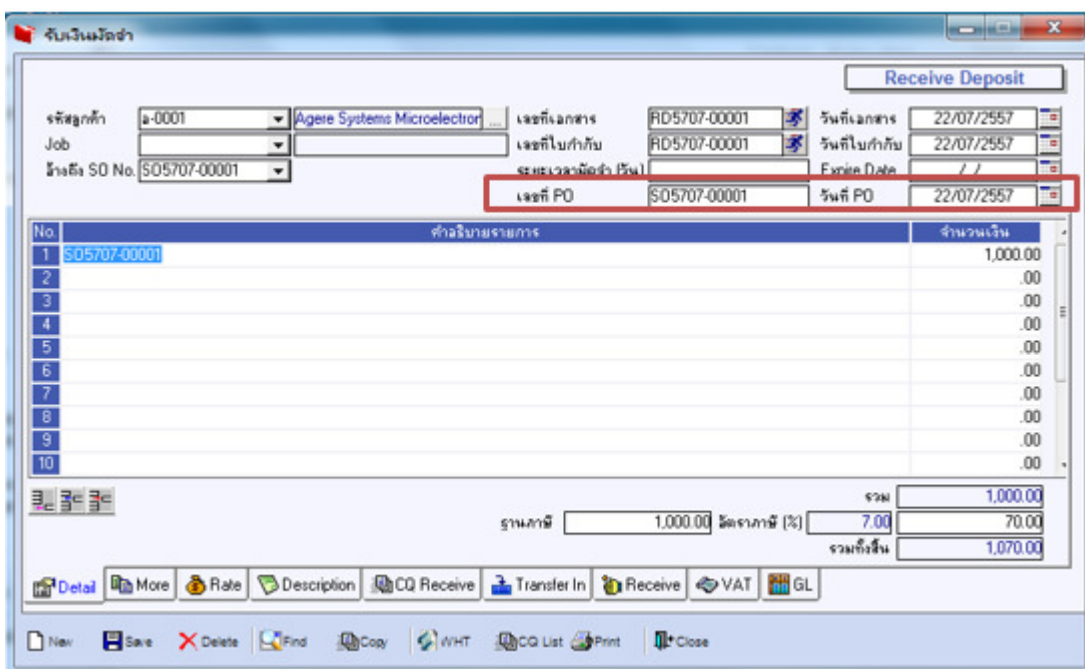 รับเงินมัดจำ
Receive Deposit
รหัสลูกค้า อ-0001 Agere Systems Microelectror ... เลขที่เอกสาร RD5707-00001 วันที่เอกสาร 22/07/2557
Job เลขที่ใบกำกับ RD5707-00001 วันที่ใบกำกับ 22/07/2557
อ้างถึง SO No. SO5707-00001 ระยะเวลามัดจำ (วัน) Expire Date / /
เลขที่ PO SO5707-00001 วันที่ PO 22/07/2557
No. คำอธิบายรายการ จำนวนเงิน
1 SO5707-00001 1,000.00
2 .00
3 .00
4 .00
5 .00
6 .00
7 .00
8 .00
9 .00
10 .00
รวม 1,000.00
ฐานภาษี 1,000.00 อัตราภาษี (%) 7.00 70.00
รวมทั้งสิ้น 1,070.00
Detail More Rate Description CQ Receive Transfer In Receive VAT GL
New Save Delete Find Copy WHT CQ List Print Close